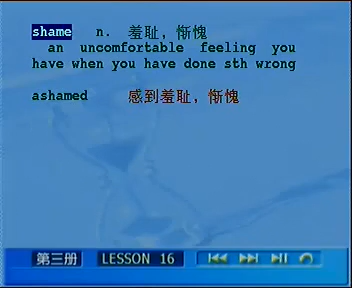 shame n. 羞耻，惭愧
an uncomfortable feeling you
have when you have done sth wrong
ashamed 感到羞耻，惭愧
第三册 LESSON 16